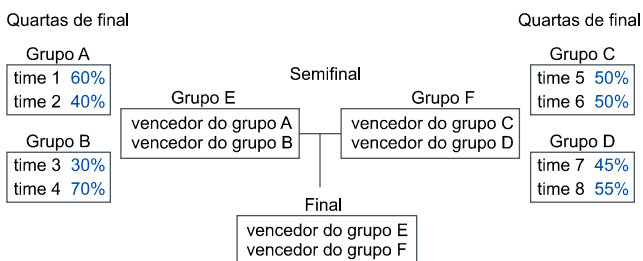 Quartas de final
Grupo A
time 1 60%
time 2 40%
Grupo B
time 3 30%
time 4 70%
Semifinal
Grupo E
vencedor do grupo A
vencedor do grupo B
Grupo F
vencedor do grupo C
vencedor do grupo D
Quartas de final
Grupo C
time 5 50%
time 6 50%
Grupo D
time 7 45%
time 8 55%
Final
vencedor do grupo E
vencedor do grupo F